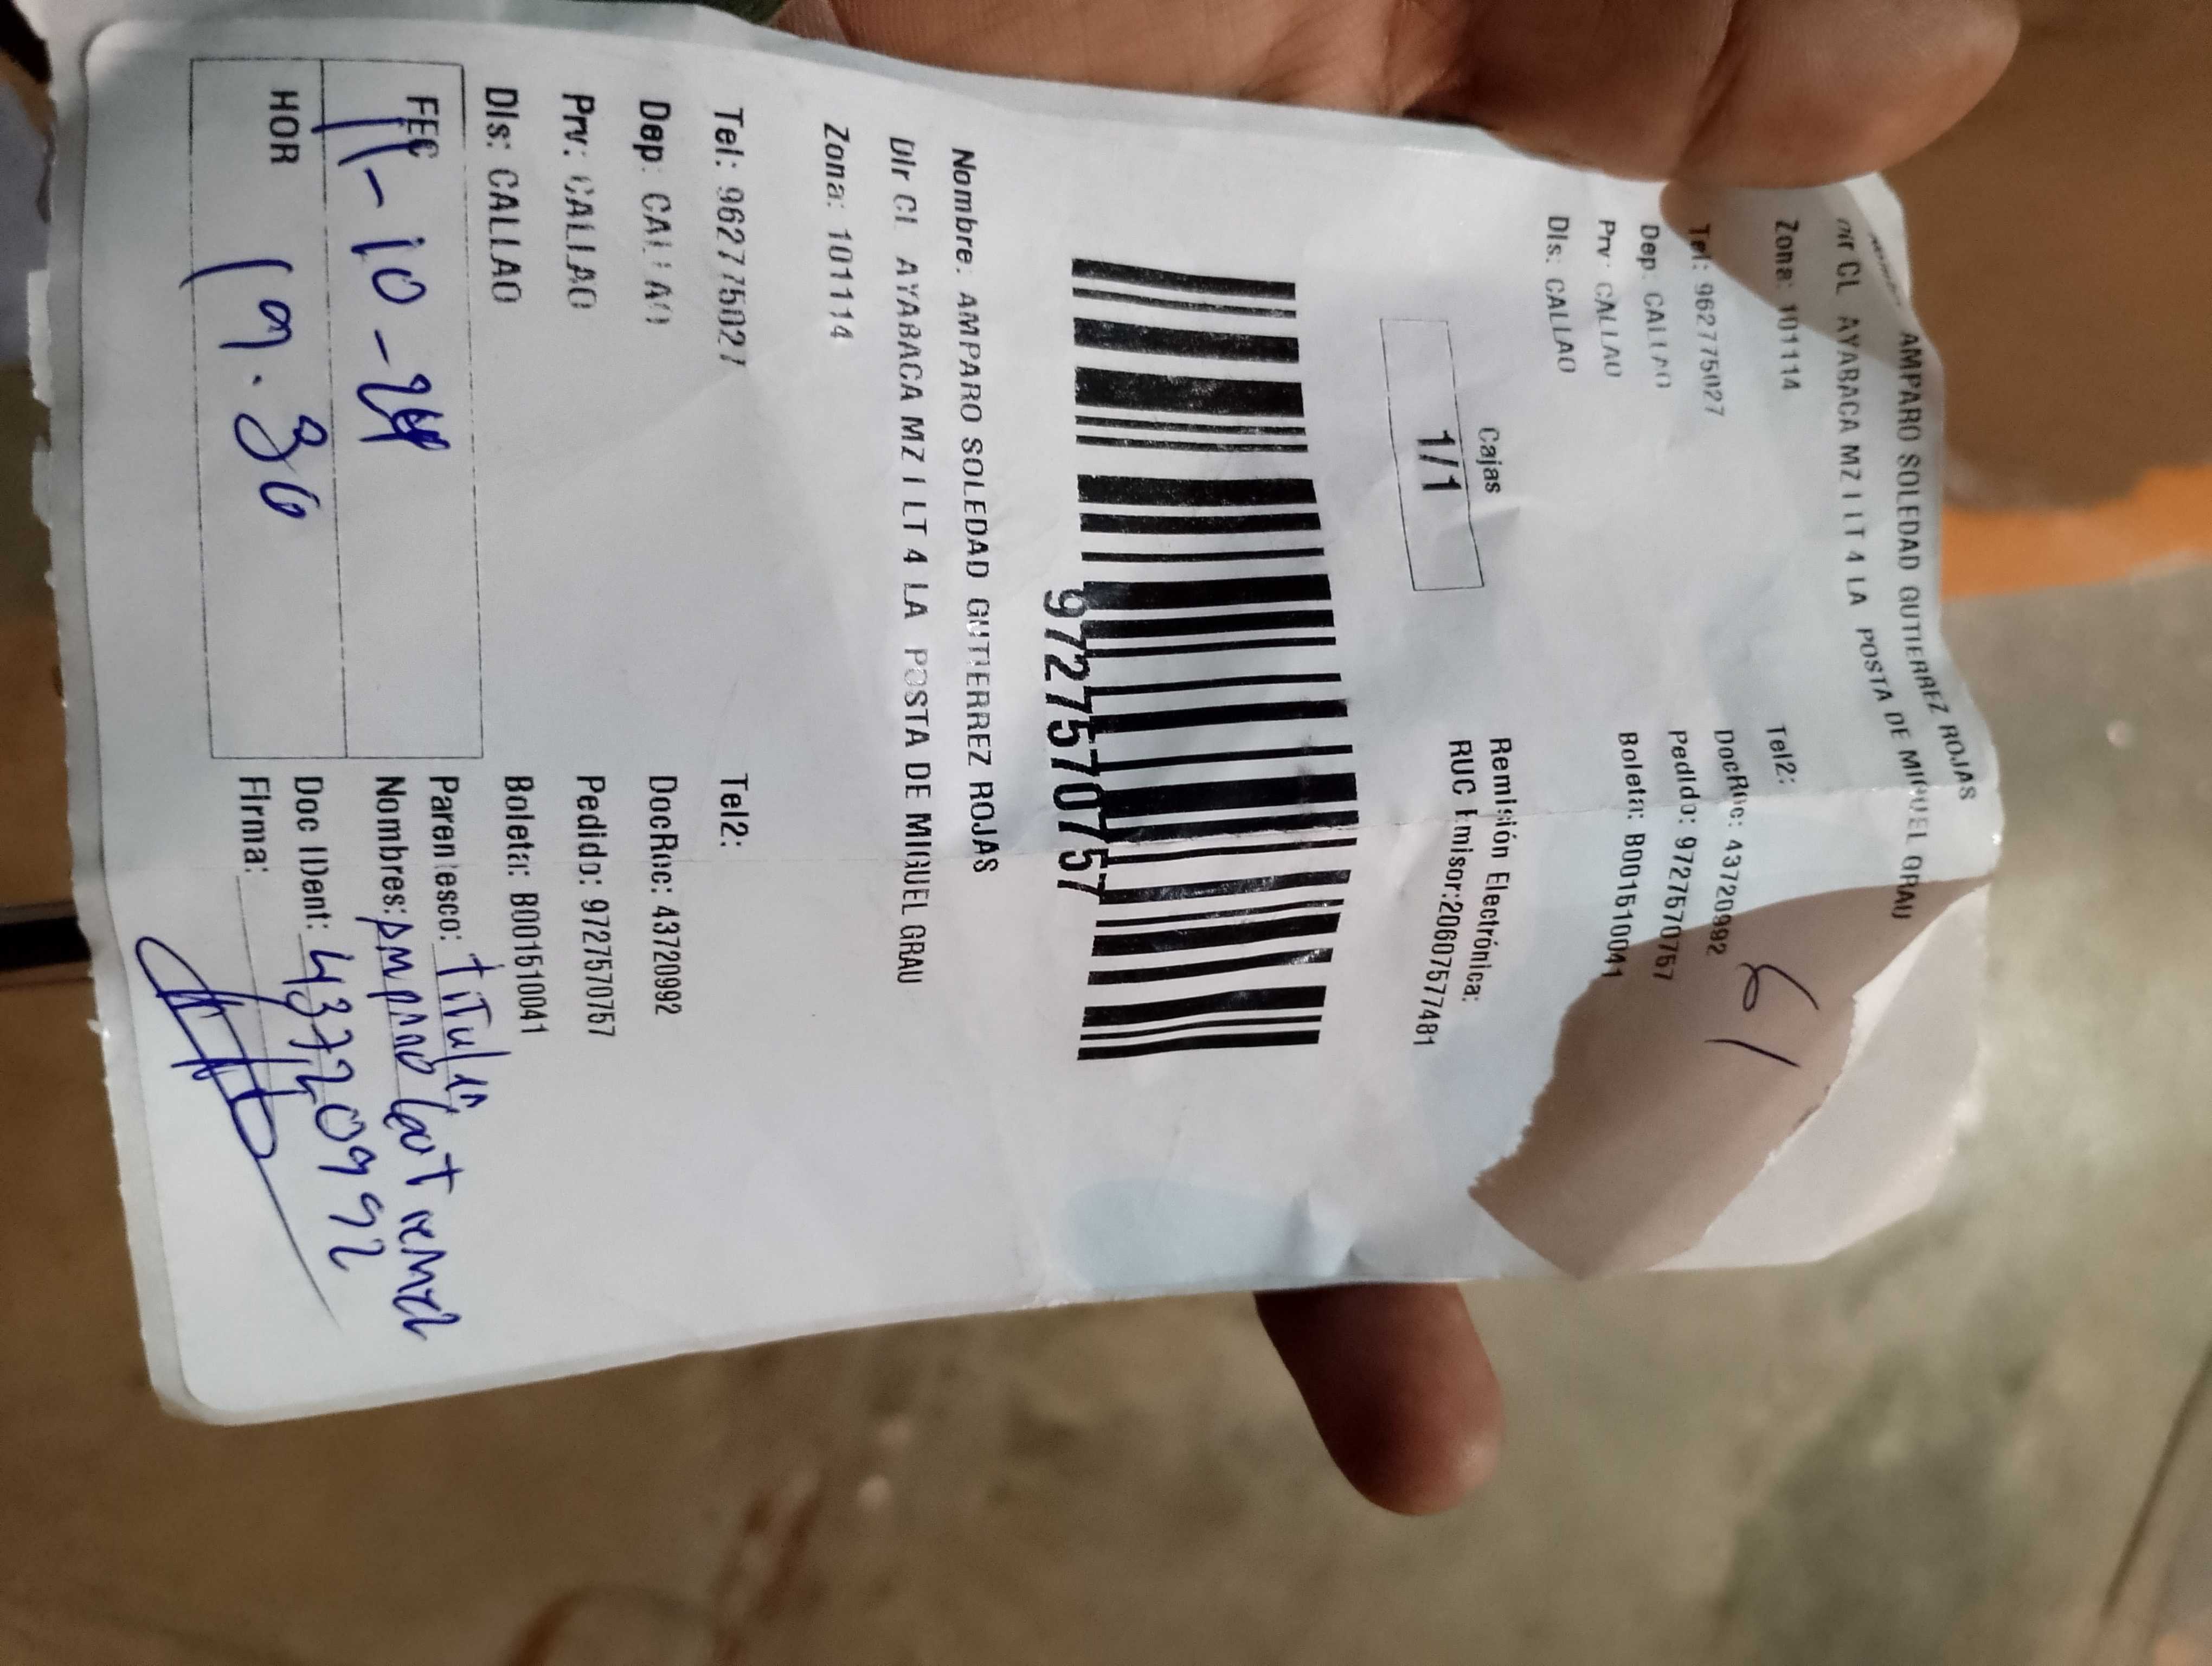 AMPARO SOLEDAD GUTIERREZ ROJAS
Dir CL AYABACA MZ I LT 4 LA POSTA DE MIGUEL GRAU
Zona: 101114
Tel: 962775027 Tel2:
Dep: CALLAO DocRec: 43720992
Prv: CALLAO Pedido: 9727570757
DIs: CALLAO Boleta: B001510041
61
Cajas
1/1
Remisión Electrónica:
RUC Emisor:20607577481
9727570757
Nombre: AMPARO SOLEDAD GUTIERREZ ROJAS
DIr CL AYABACA MZ I LT 4 LA POSTA DE MIGUEL GRAU
Zona: 101114
Tel: 962775027 Tel2:
Dep: CALLAO DocRec: 43720992
Prv: CALLAO Pedido: 9727570757
DIs: CALLAO Boleta: B001510041
FEC 11-10-24
HOR 19.30
Parentesco: titular
Nombres: Amparo
Doc IDent: 43720992
FIrma: